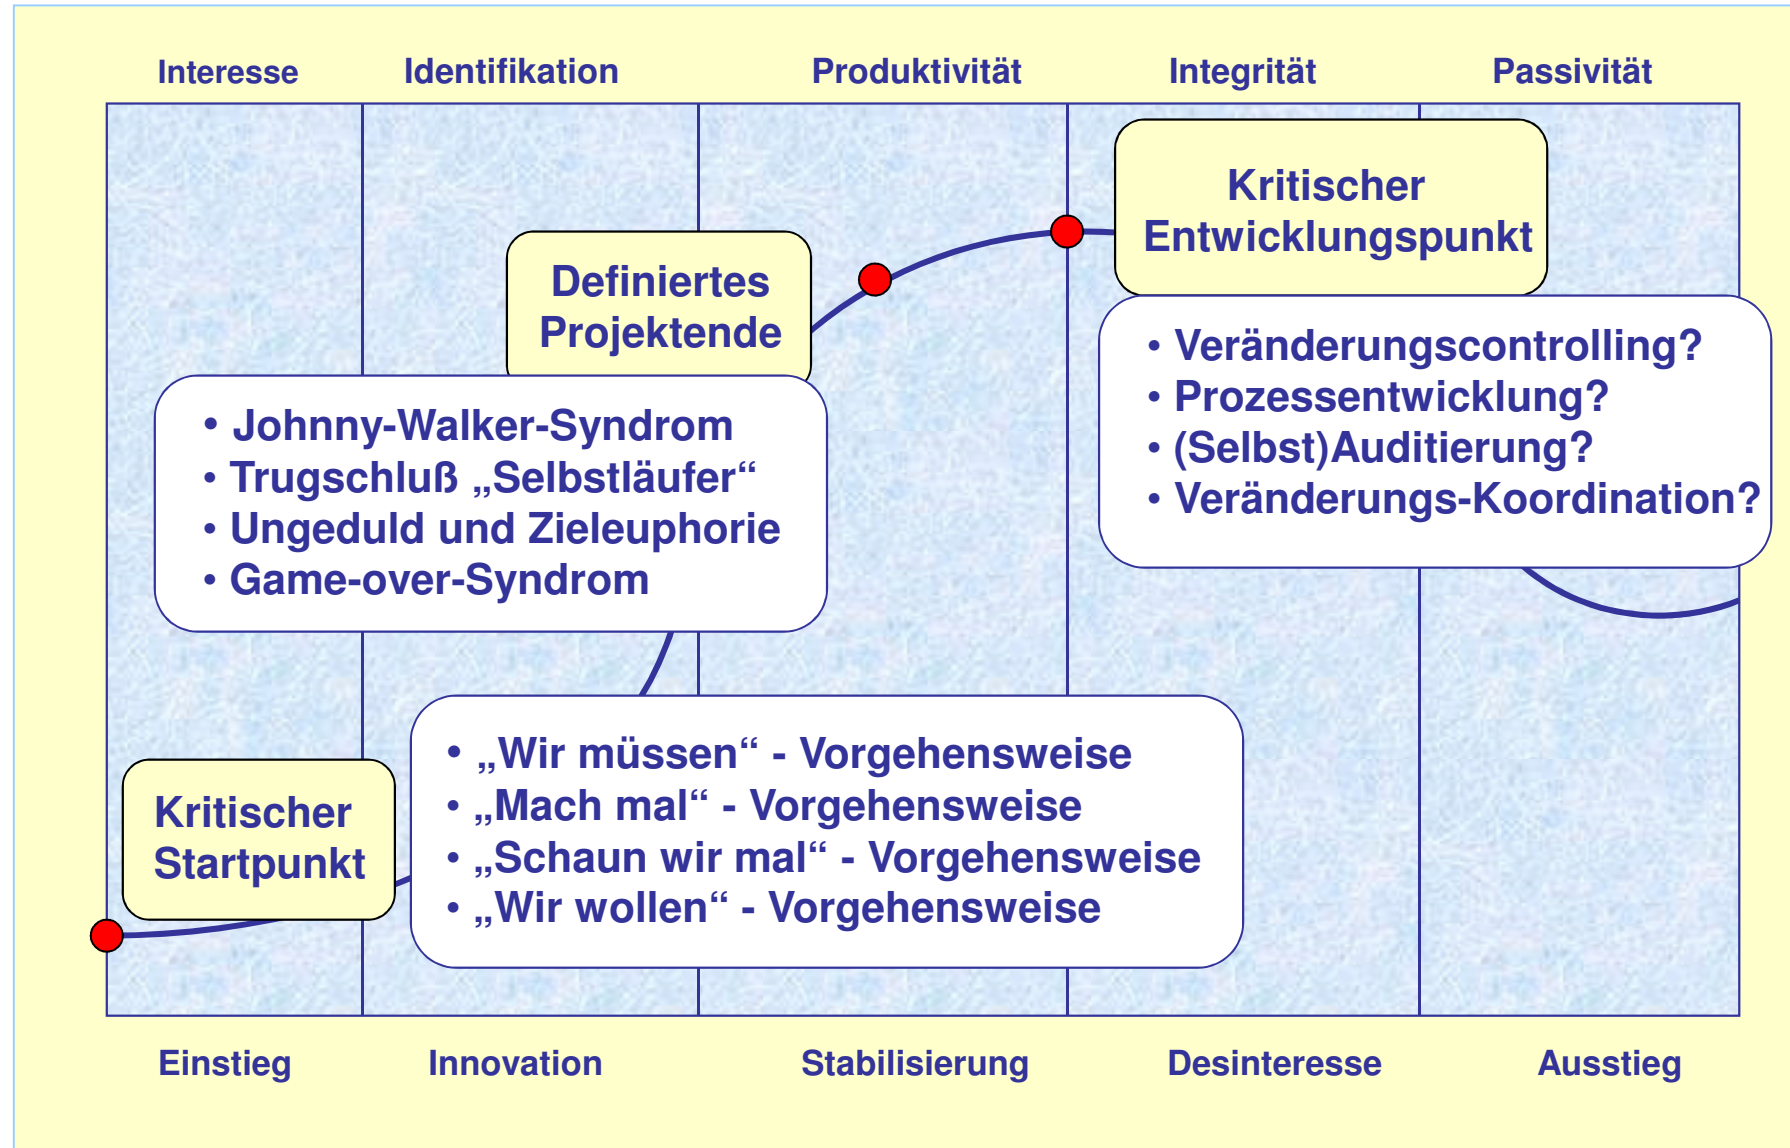 Interesse
Identifikation
Produktivität
Integrität
Passivität
Kritischer
Entwicklungspunkt
Definiertes
Projektende
• Veränderungscontrolling?
• Prozessentwicklung?
• (Selbst)Auditierung?
• Veränderungs-Koordination?
• Johnny-Walker-Syndrom
• Trugschluß „Selbstläufer“
• Ungeduld und Zieleuphorie
• Game-over-Syndrom
• „Wir müssen“ - Vorgehensweise
• „Mach mal“ - Vorgehensweise
• „Schaun wir mal“ - Vorgehensweise
• „Wir wollen“ - Vorgehensweise
Kritischer
Startpunkt
Einstieg
Innovation
Stabilisierung
Desinteresse
Ausstieg